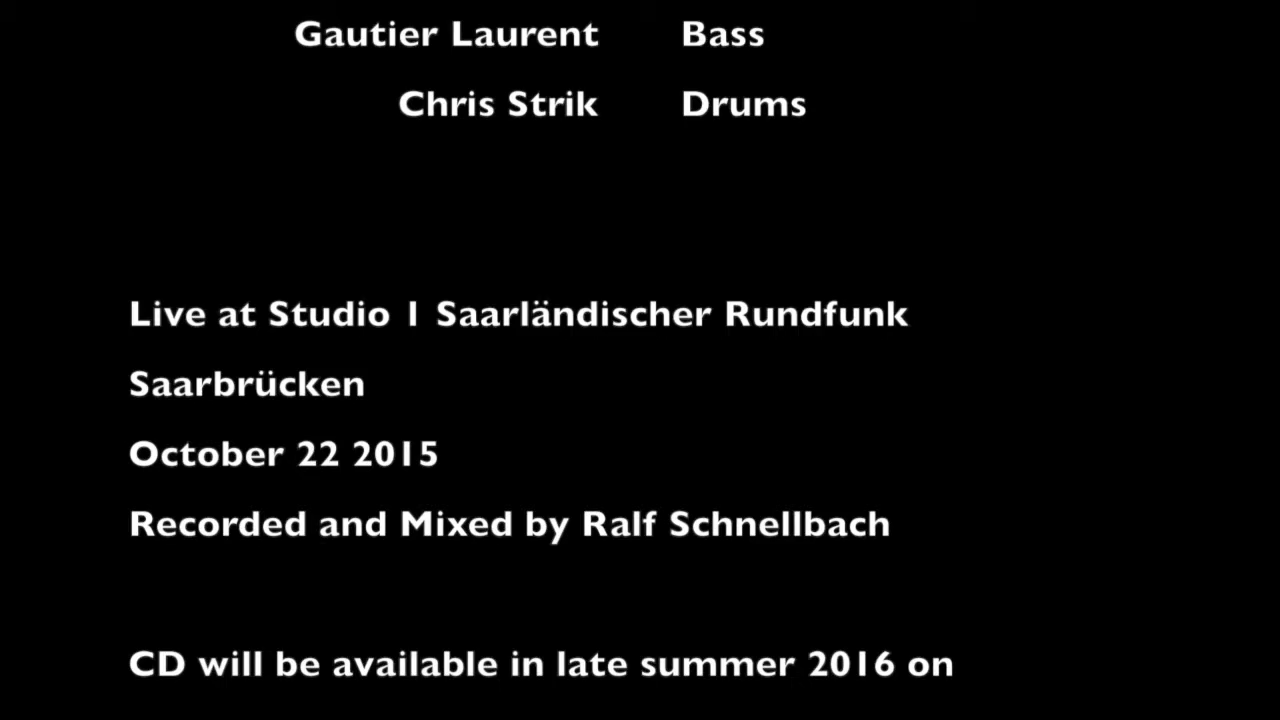 Gautier Laurent Bass
Chris Strik Drums
Live at Studio 1 Saarländischer Rundfunk
Saarbrücken
October 22 2015
Recorded and Mixed by Ralf Schnellbach
CD will be available in late summer 2016 on